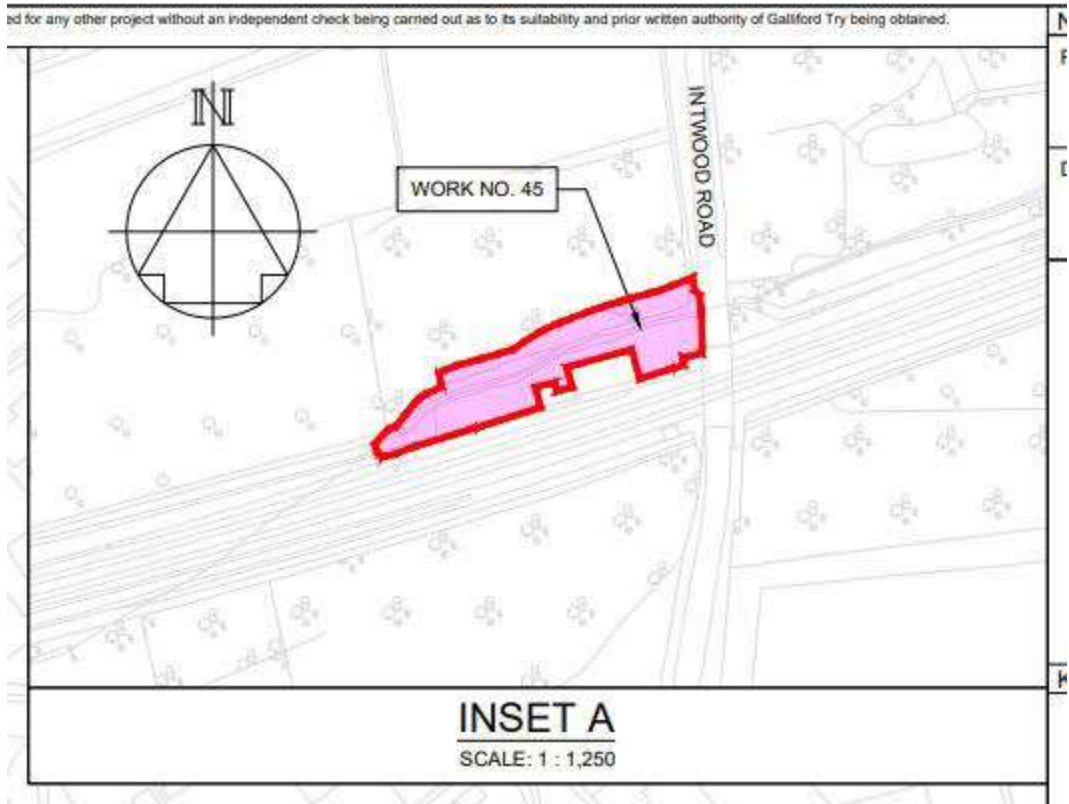 ed for any other project without an independent check being carried out as to its suitability and prior written authority of Galliford Try being obtained.
N
WORK NO. 45
INTWOOD ROAD
INSET A
SCALE: 1 : 1,250